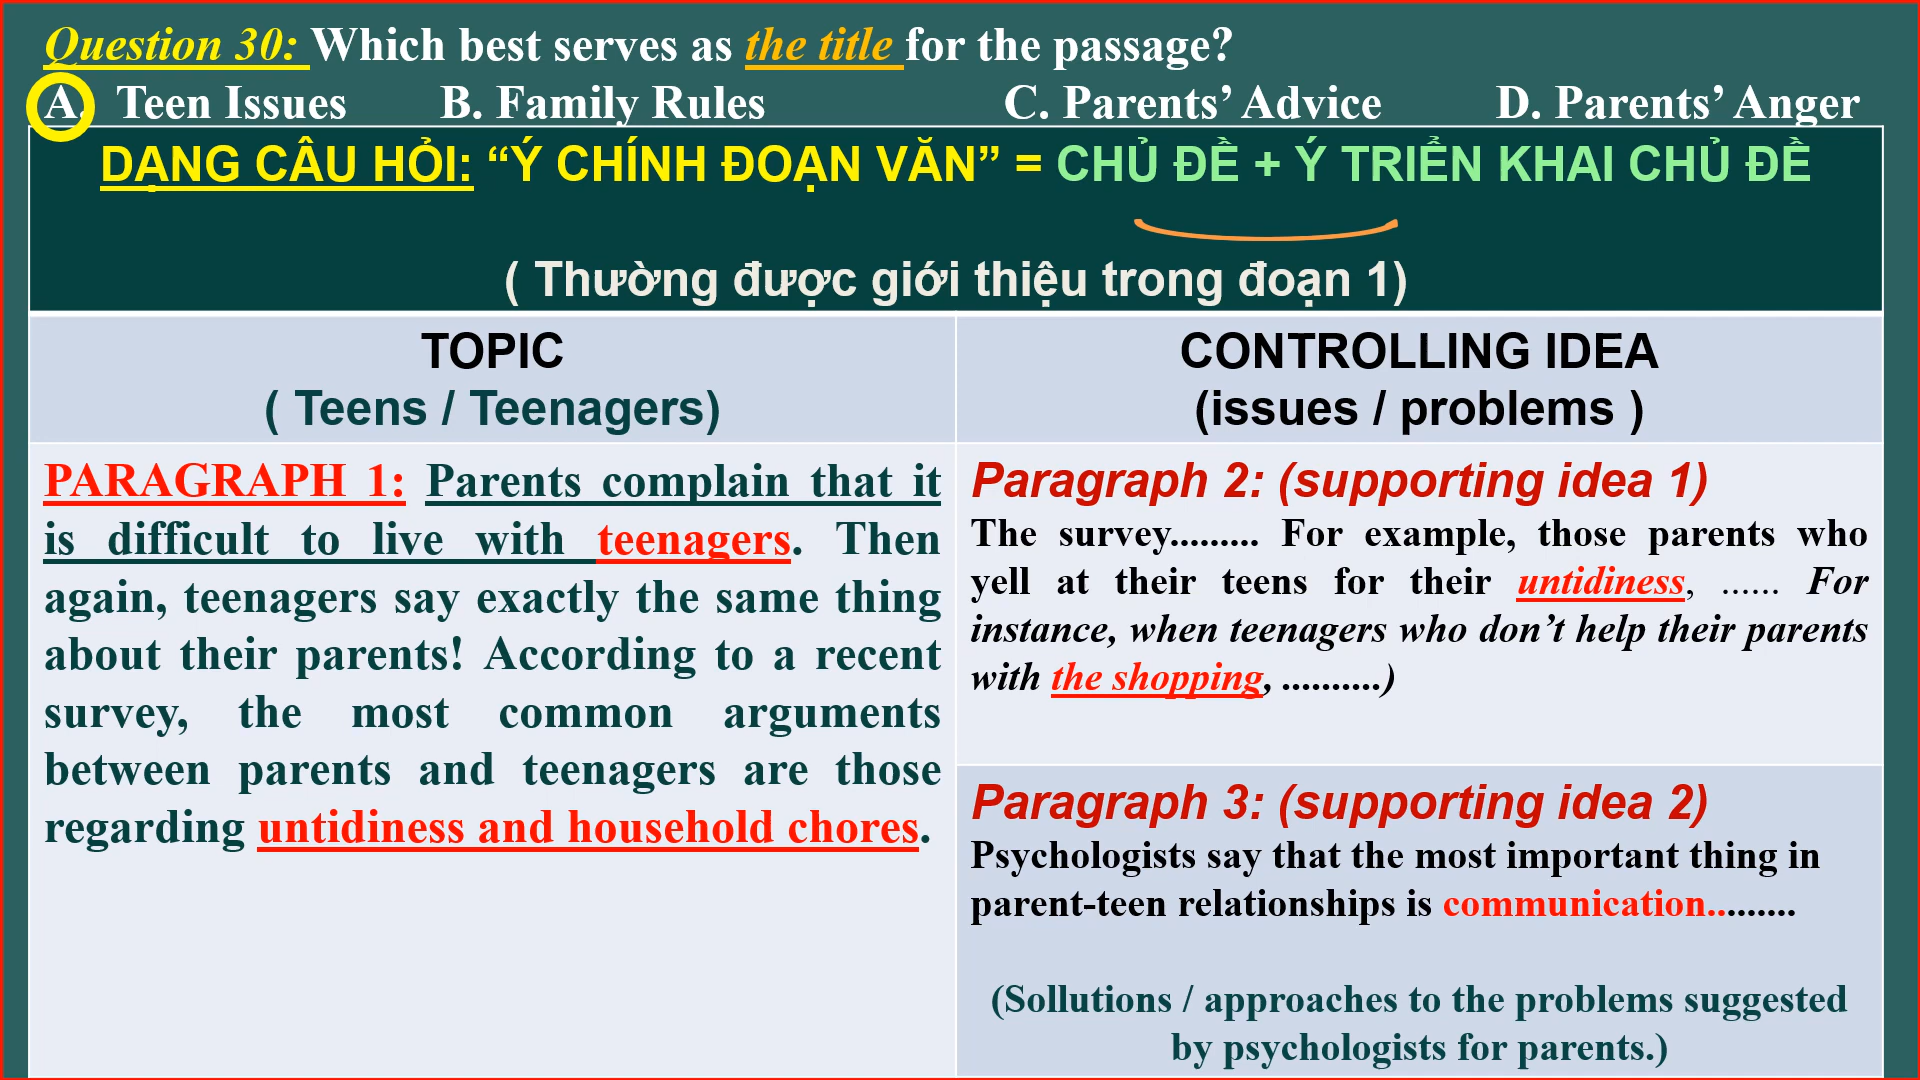 Question 30: Which best serves as the title for the passage?
A. Teen Issues B. Family Rules C. Parents’ Advice D. Parents’ Anger
DẠNG CÂU HỎI: “Ý CHÍNH ĐOẠN VĂN” = CHỦ ĐỀ + Ý TRIỂN KHAI CHỦ ĐỀ
( Thường được giới thiệu trong đoạn 1)
TOPIC
( Teens / Teenagers)
CONTROLLING IDEA
(issues / problems )
PARAGRAPH 1: Parents complain that it
is difficult to live with teenagers. Then
again, teenagers say exactly the same thing
about their parents! According to a recent
survey, the most common arguments
between parents and teenagers are those
regarding untidiness and household chores.
Paragraph 2: (supporting idea 1)
The survey......... For example, those parents who
yell at their teens for their untidiness, ...... For
instance, when teenagers who don’t help their parents
with the shopping, ..........)
Paragraph 3: (supporting idea 2)
Psychologists say that the most important thing in
parent-teen relationships is communication.........
(Sollutions / approaches to the problems suggested
by psychologists for parents.)